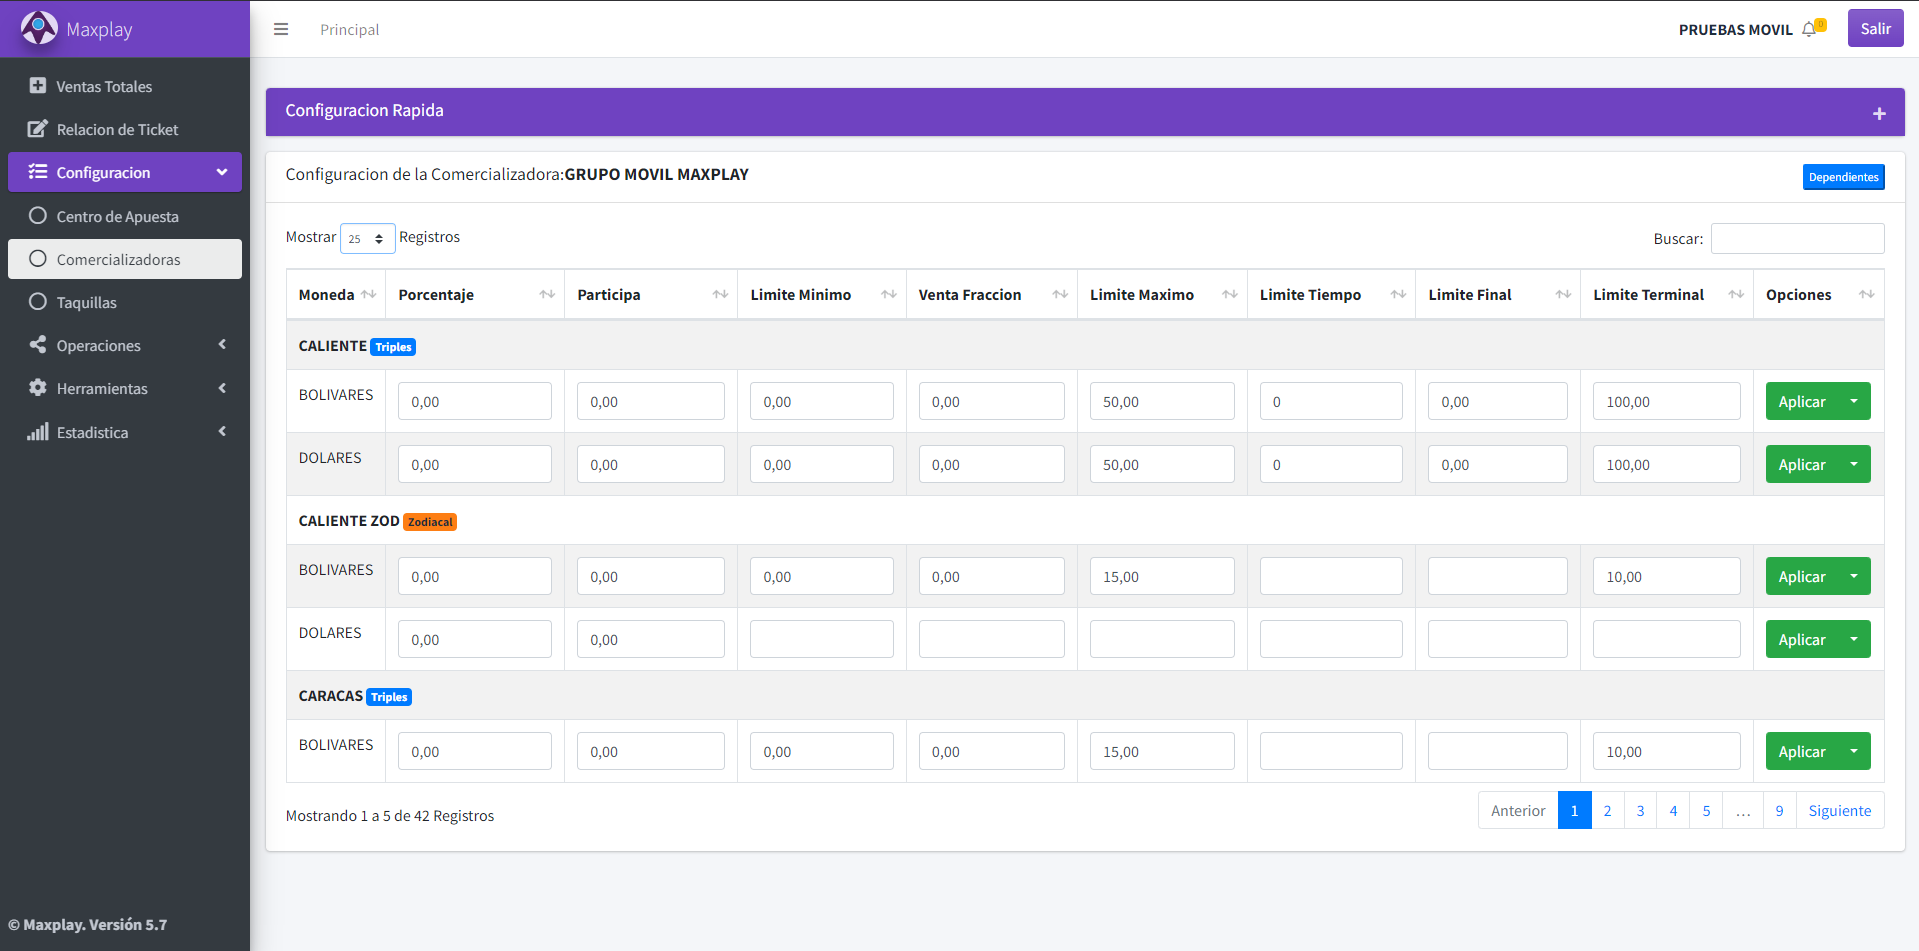 Maxplay
Principal
PRUEBAS MOVIL 0
Salir
Ventas Totales
Relacion de Ticket
Configuracion
Centro de Apuesta
Comercializadoras
Taquillas
Operaciones
Herramientas
Estadistica
© Maxplay. Versión 5.7
Configuracion Rapida +
Configuracion de la Comercializadora:GRUPO MOVIL MAXPLAY
Dependientes
Mostrar 25 Registros
Buscar:
Moneda Porcentaje Participa Limite Minimo Venta Fraccion Limite Maximo Limite Tiempo Limite Final Limite Terminal Opciones
CALIENTE Triples
BOLIVARES 0,00 0,00 0,00 0,00 50,00 0 0,00 100,00 Aplicar
DOLARES 0,00 0,00 0,00 0,00 50,00 0 0,00 100,00 Aplicar
CALIENTE ZOD Zodiacal
BOLIVARES 0,00 0,00 0,00 0,00 15,00 10,00 Aplicar
DOLARES 0,00 0,00 Aplicar
CARACAS Triples
BOLIVARES 0,00 0,00 0,00 0,00 15,00 10,00 Aplicar
Mostrando 1 a 5 de 42 Registros
Anterior 1 2 3 4 5 … 9 Siguiente